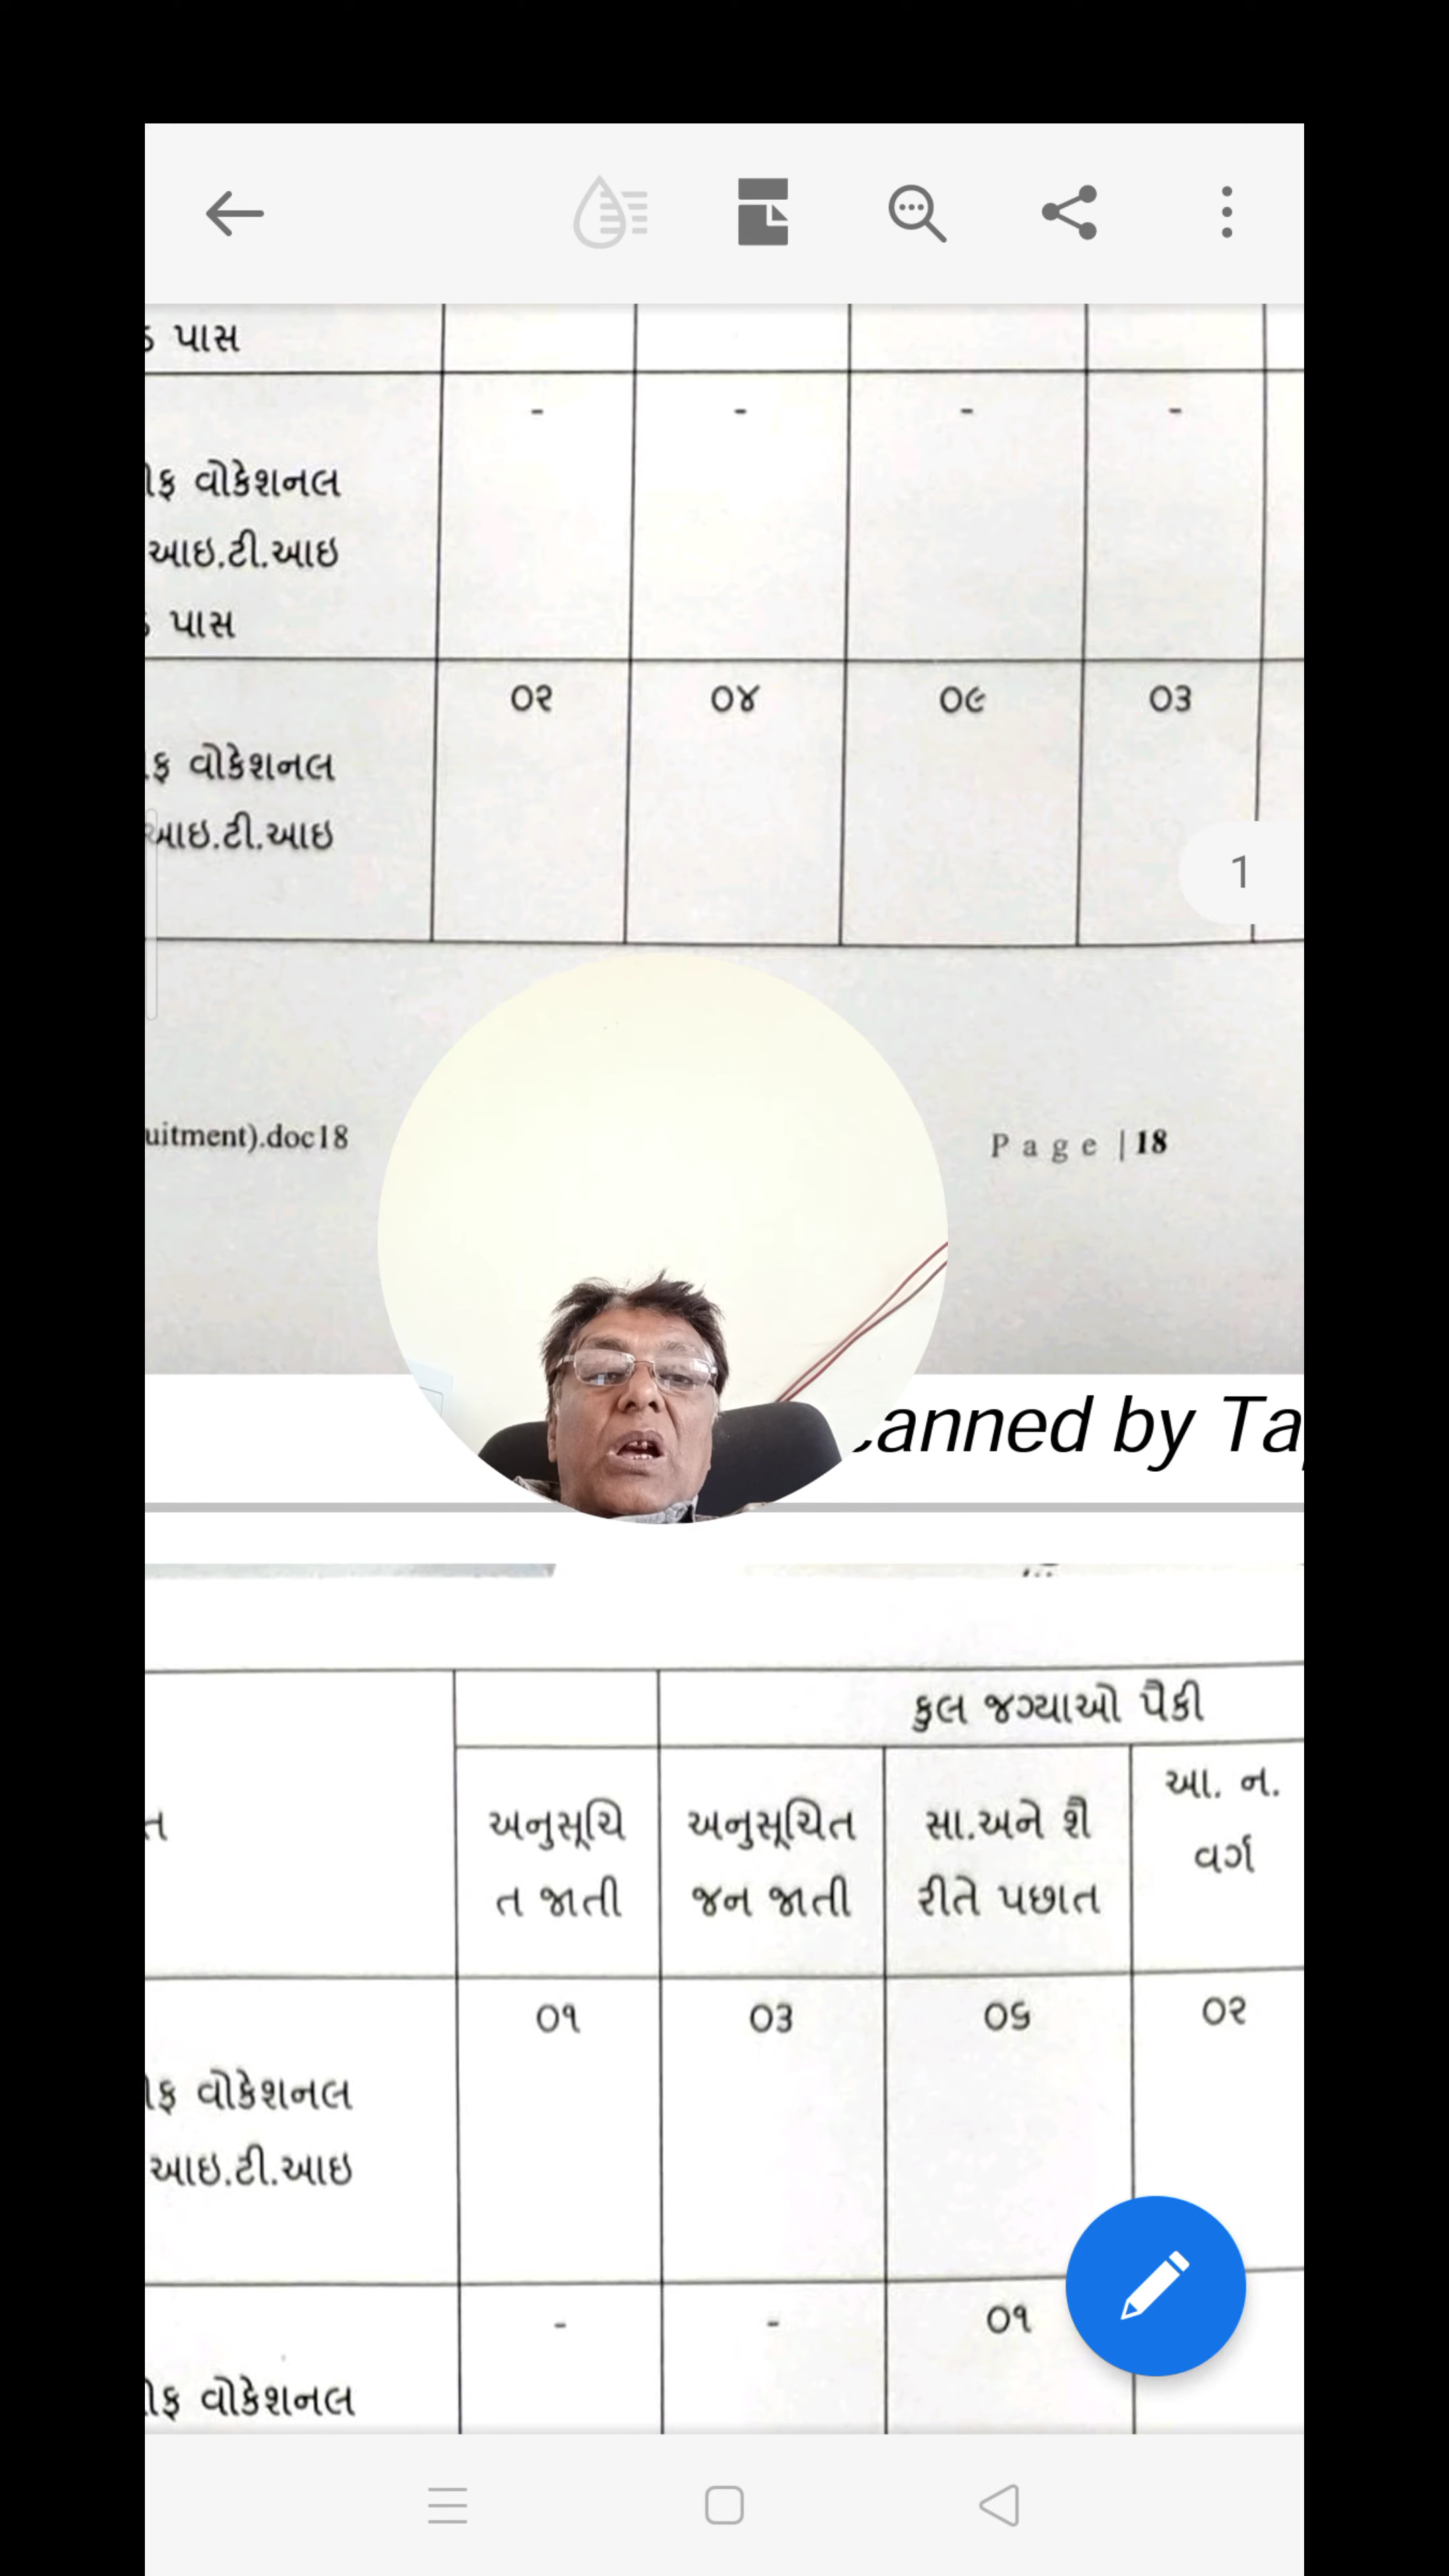 પાસ
- - - -
વોકેશનલ
આઇ.ટી.આઇ
પાસ
૦૨ ૦૪ ૦૯ ૦૩
વોકેશનલ
આઇ.ટી.આઇ
1
uitment).doc18
Page |18
canned by Ta
કુલ જગ્યાઓ પૈકી
અનુસૂચિ
ત જાતી
અનુસૂચિત
જન જાતી
સા.અને શૈ
રીતે પછાત
આ. ન.
વર્ગ
ત
૦૧ ૦૩ ૦૬ ૦૨
વોકેશનલ
આઇ.ટી.આઇ
- - ૦૧
વોકેશનલ